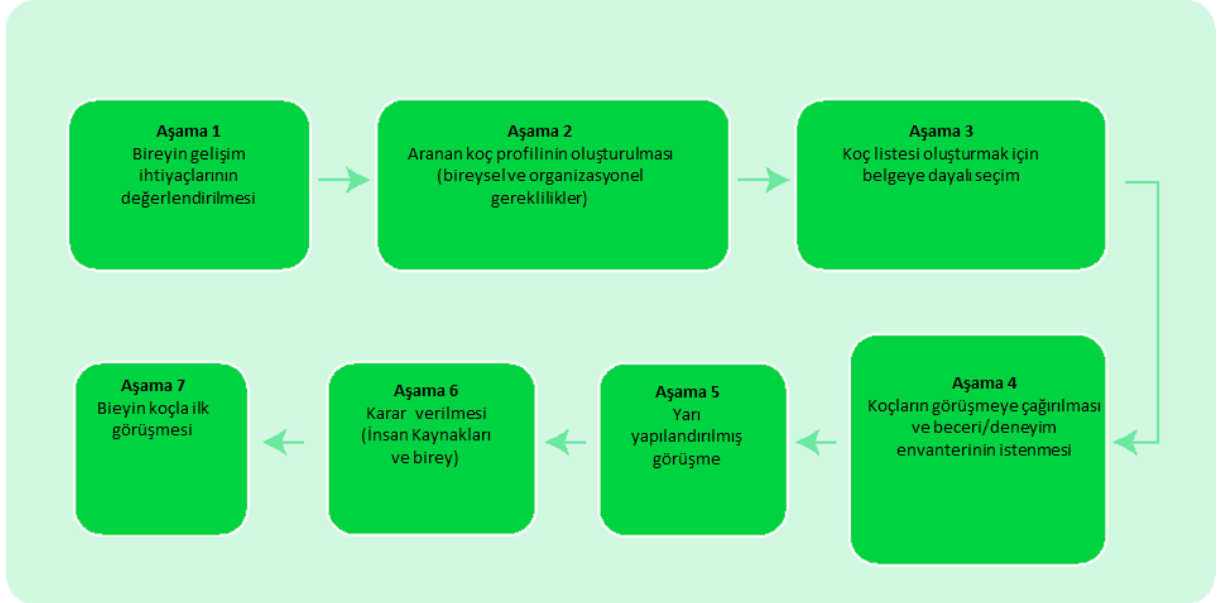 Aşama 1
Bireyin gelişim
ihtiyaçlarının
değerlendirilmesi
Aşama 2
Aranan koç profilinin oluşturulması
(bireysel ve organizasyonel
gereklilikler)
Aşama 3
Koç listesi oluşturmak için
belgeye dayalı seçim
Aşama 4
Koçların görüşmeye çağırılması
ve beceri/deneyim
envanterinin istenmesi
Aşama 5
Yarı
yapılandırılmış
görüşme
Aşama 6
Karar verilmesi
(İnsan Kaynakları
ve birey)
Aşama 7
Bieyin koçla ilk
görüşmesi